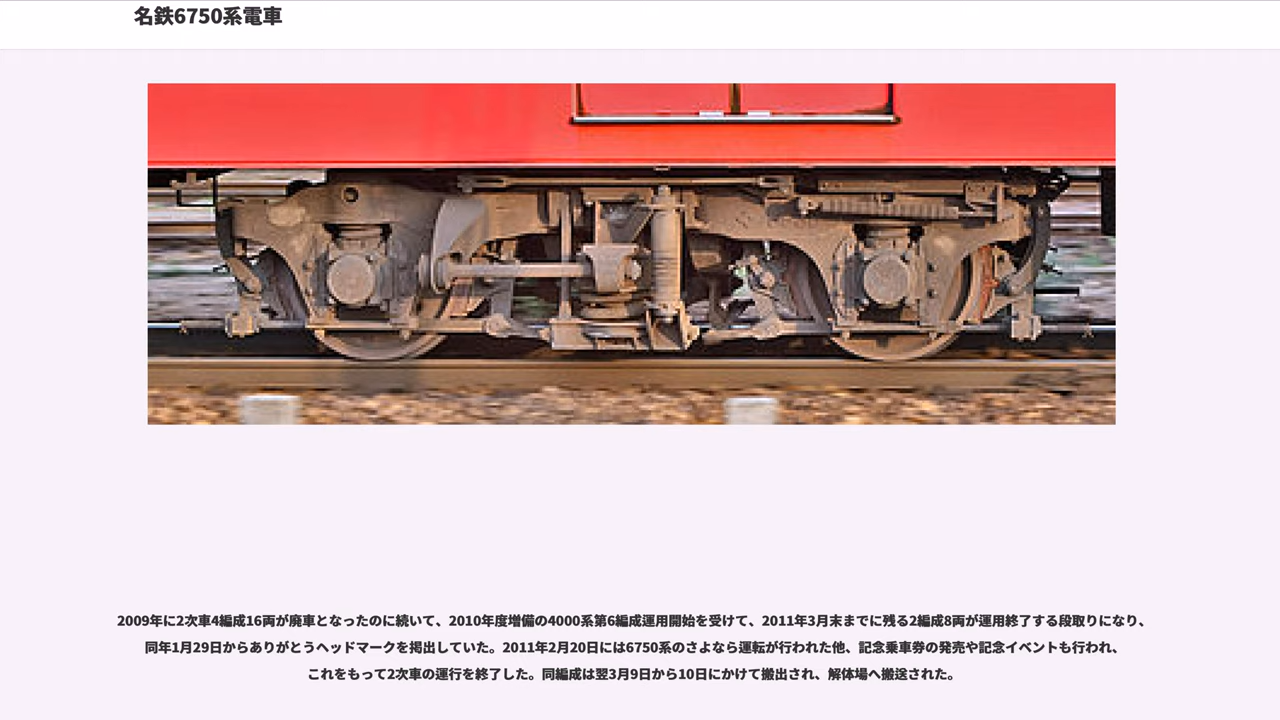 名鉄6750系電車
2009年に2次車4編成16両が廃車となったのに続いて、2010年度増備の4000系第6編成運用開始を受けて、2011年3月末までに残る2編成8両が運用終了する段取りになり、
同年1月29日からありがとうヘッドマークを掲出していた。2011年2月20日には6750系のさよなら運転が行われた他、記念乗車券の発売や記念イベントも行われ、
これをもって2次車の運行を終了した。同編成は翌3月9日から10日にかけて搬出され、解体場へ搬送された。